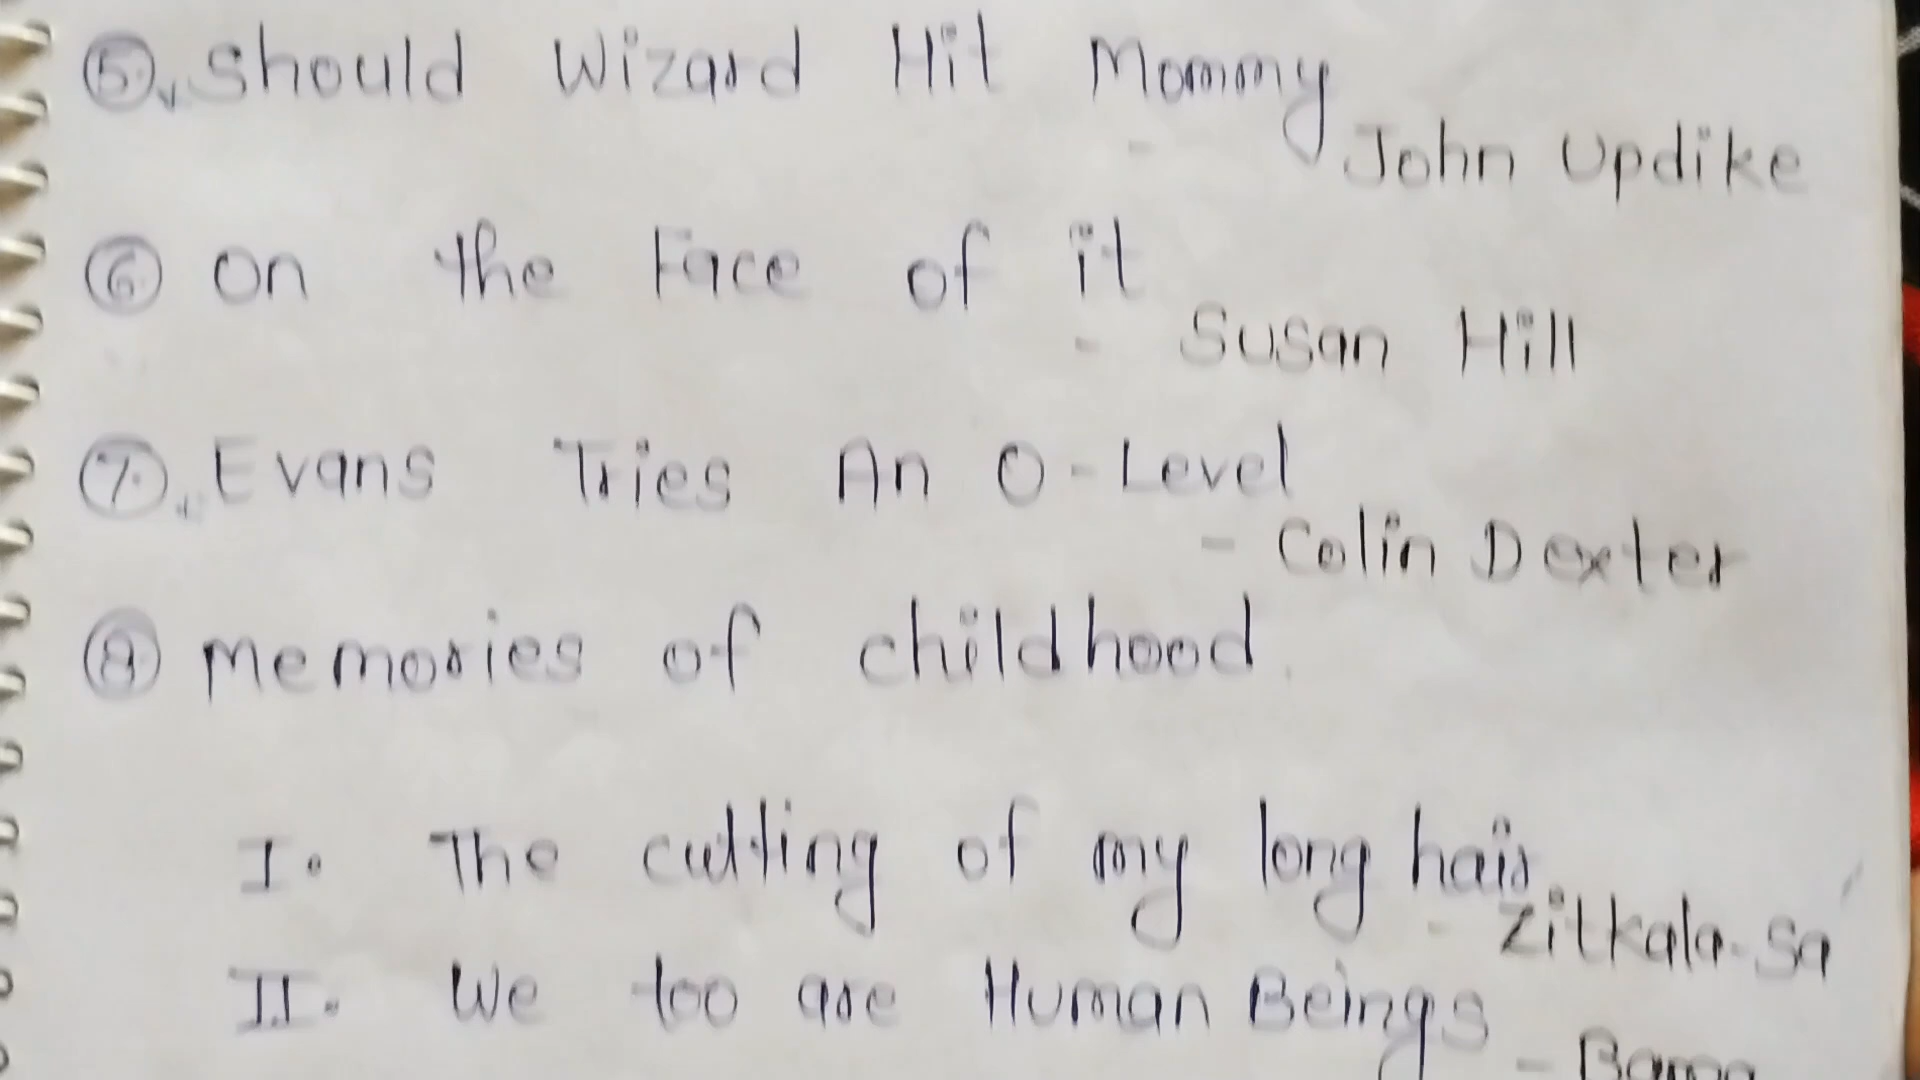 5. Should Wizard Hit Mommy
- John Updike
6. On the Face of it
- Susan Hill
7. Evans Tries An O-Level
- Colin Dexter
8. Memories of childhood.
I. The cutting of my long hair
- Zitkala-Sa
II. We too are Human Beings
- Bama